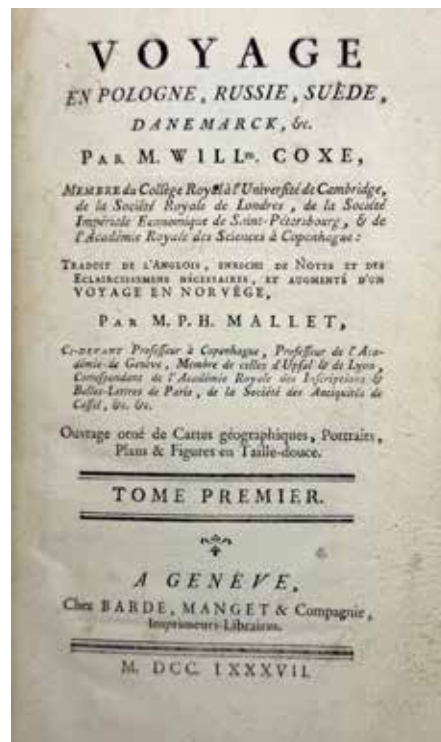 VOYAGE
EN POLOGNE, RUSSIE, SUÈDE,
DANEMARCK, &c.
PAR M. WILLm. COXE,
MEMBRE du Collège Royal à l'Université de Cambridge,
de la Société Royale de Londres, de la Société
Impériale Economique de Saint-Pétersbourg, & de
l'Académie Royale des Sciences à Copenhague:
TRADUIT DE L'ANGLOIS, ENRICHI DE NOTES ET DES
ECLAIRCISSEMENS NÉCESSAIRES, ET AUGMENTÉ D'UN
VOYAGE EN NORVÈGE,
PAR M. P. H. MALLET,
CI-DEVANT Professeur à Copenhague, Professeur de l'Aca-
démie de Genève, Membre de celles d'Upsal & de Lyon,
Correspondant de l'Académie Royale des Inscriptions &
Belles-Lettres de Paris, de la Société des Antiquités de
Cassel, &c. &c.
Ouvrage orné de Cartes géographiques, Portraits,
Plans & Figures en Taille-douce.
TOME PREMIER.
A GENÈVE,
Chez BARDE, MANGET & Compagnie,
Imprimeurs-Libraires.
M. DCC. LXXXVII.